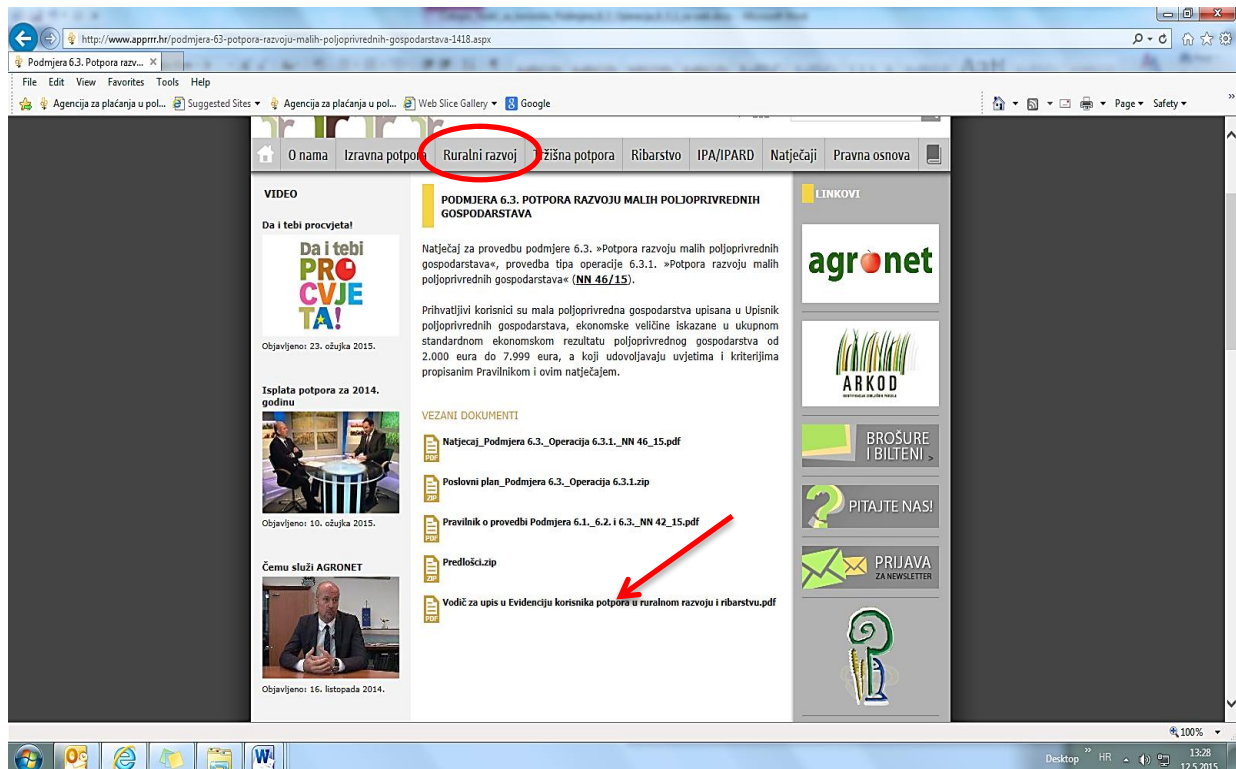 http://www.apprrr.hr/podmjera-63-potpora-razvoju-malih-poljoprivrednih-gospodarstava-1418.aspx
Podmjera 6.3. Potpora razv...
File Edit View Favorites Tools Help
Agencija za plaćanja u pol... Suggested Sites Agencija za plaćanja u pol... Web Slice Gallery Google
Page Safety
O nama Izravna potpora Ruralni razvoj Tržišna potpora Ribarstvo IPA/IPARD Natječaji Pravna osnova
VIDEO
Da i tebi procvjeta!
Da i tebi
PRO
CVJE
TA!
Objavljeno: 23. ožujka 2015.
Isplata potpora za 2014.
godinu
Objavljeno: 10. ožujka 2015.
Čemu služi AGRONET
Objavljeno: 16. listopada 2014.
PODMJERA 6.3. POTPORA RAZVOJU MALIH POLJOPRIVREDNIH
GOSPODARSTAVA
Natječaj za provedbu podmjere 6.3. »Potpora razvoju malih poljoprivrednih
gospodarstava«, provedba tipa operacije 6.3.1. »Potpora razvoju malih
poljoprivrednih gospodarstava« (NN 46/15).
Prihvatljivi korisnici su mala poljoprivredna gospodarstva upisana u Upisnik
poljoprivrednih gospodarstava, ekonomske veličine iskazane u ukupnom
standardnom ekonomskom rezultatu poljoprivrednog gospodarstva od
2.000 eura do 7.999 eura, a koji udovoljavaju uvjetima i kriterijima
propisanim Pravilnikom i ovim natječajem.
VEZANI DOKUMENTI
PDF Natjecaj_Podmjera 6.3._Operacija 6.3.1._NN 46_15.pdf
ZIP Poslovni plan_Podmjera 6.3._Operacija 6.3.1.zip
PDF Pravilnik o provedbi Podmjera 6.1._6.2. i 6.3._NN 42_15.pdf
ZIP Predlošci.zip
PDF Vodič za upis u Evidenciju korisnika potpora u ruralnom razvoju i ribarstvu.pdf
LINKOVI
agronet
ARKOD
BROŠURE
I BILTENI >
PITAJTE NAS!
PRIJAVA
ZA NEWSLETTER
100%
Desktop HR 13:28
12.5.2015